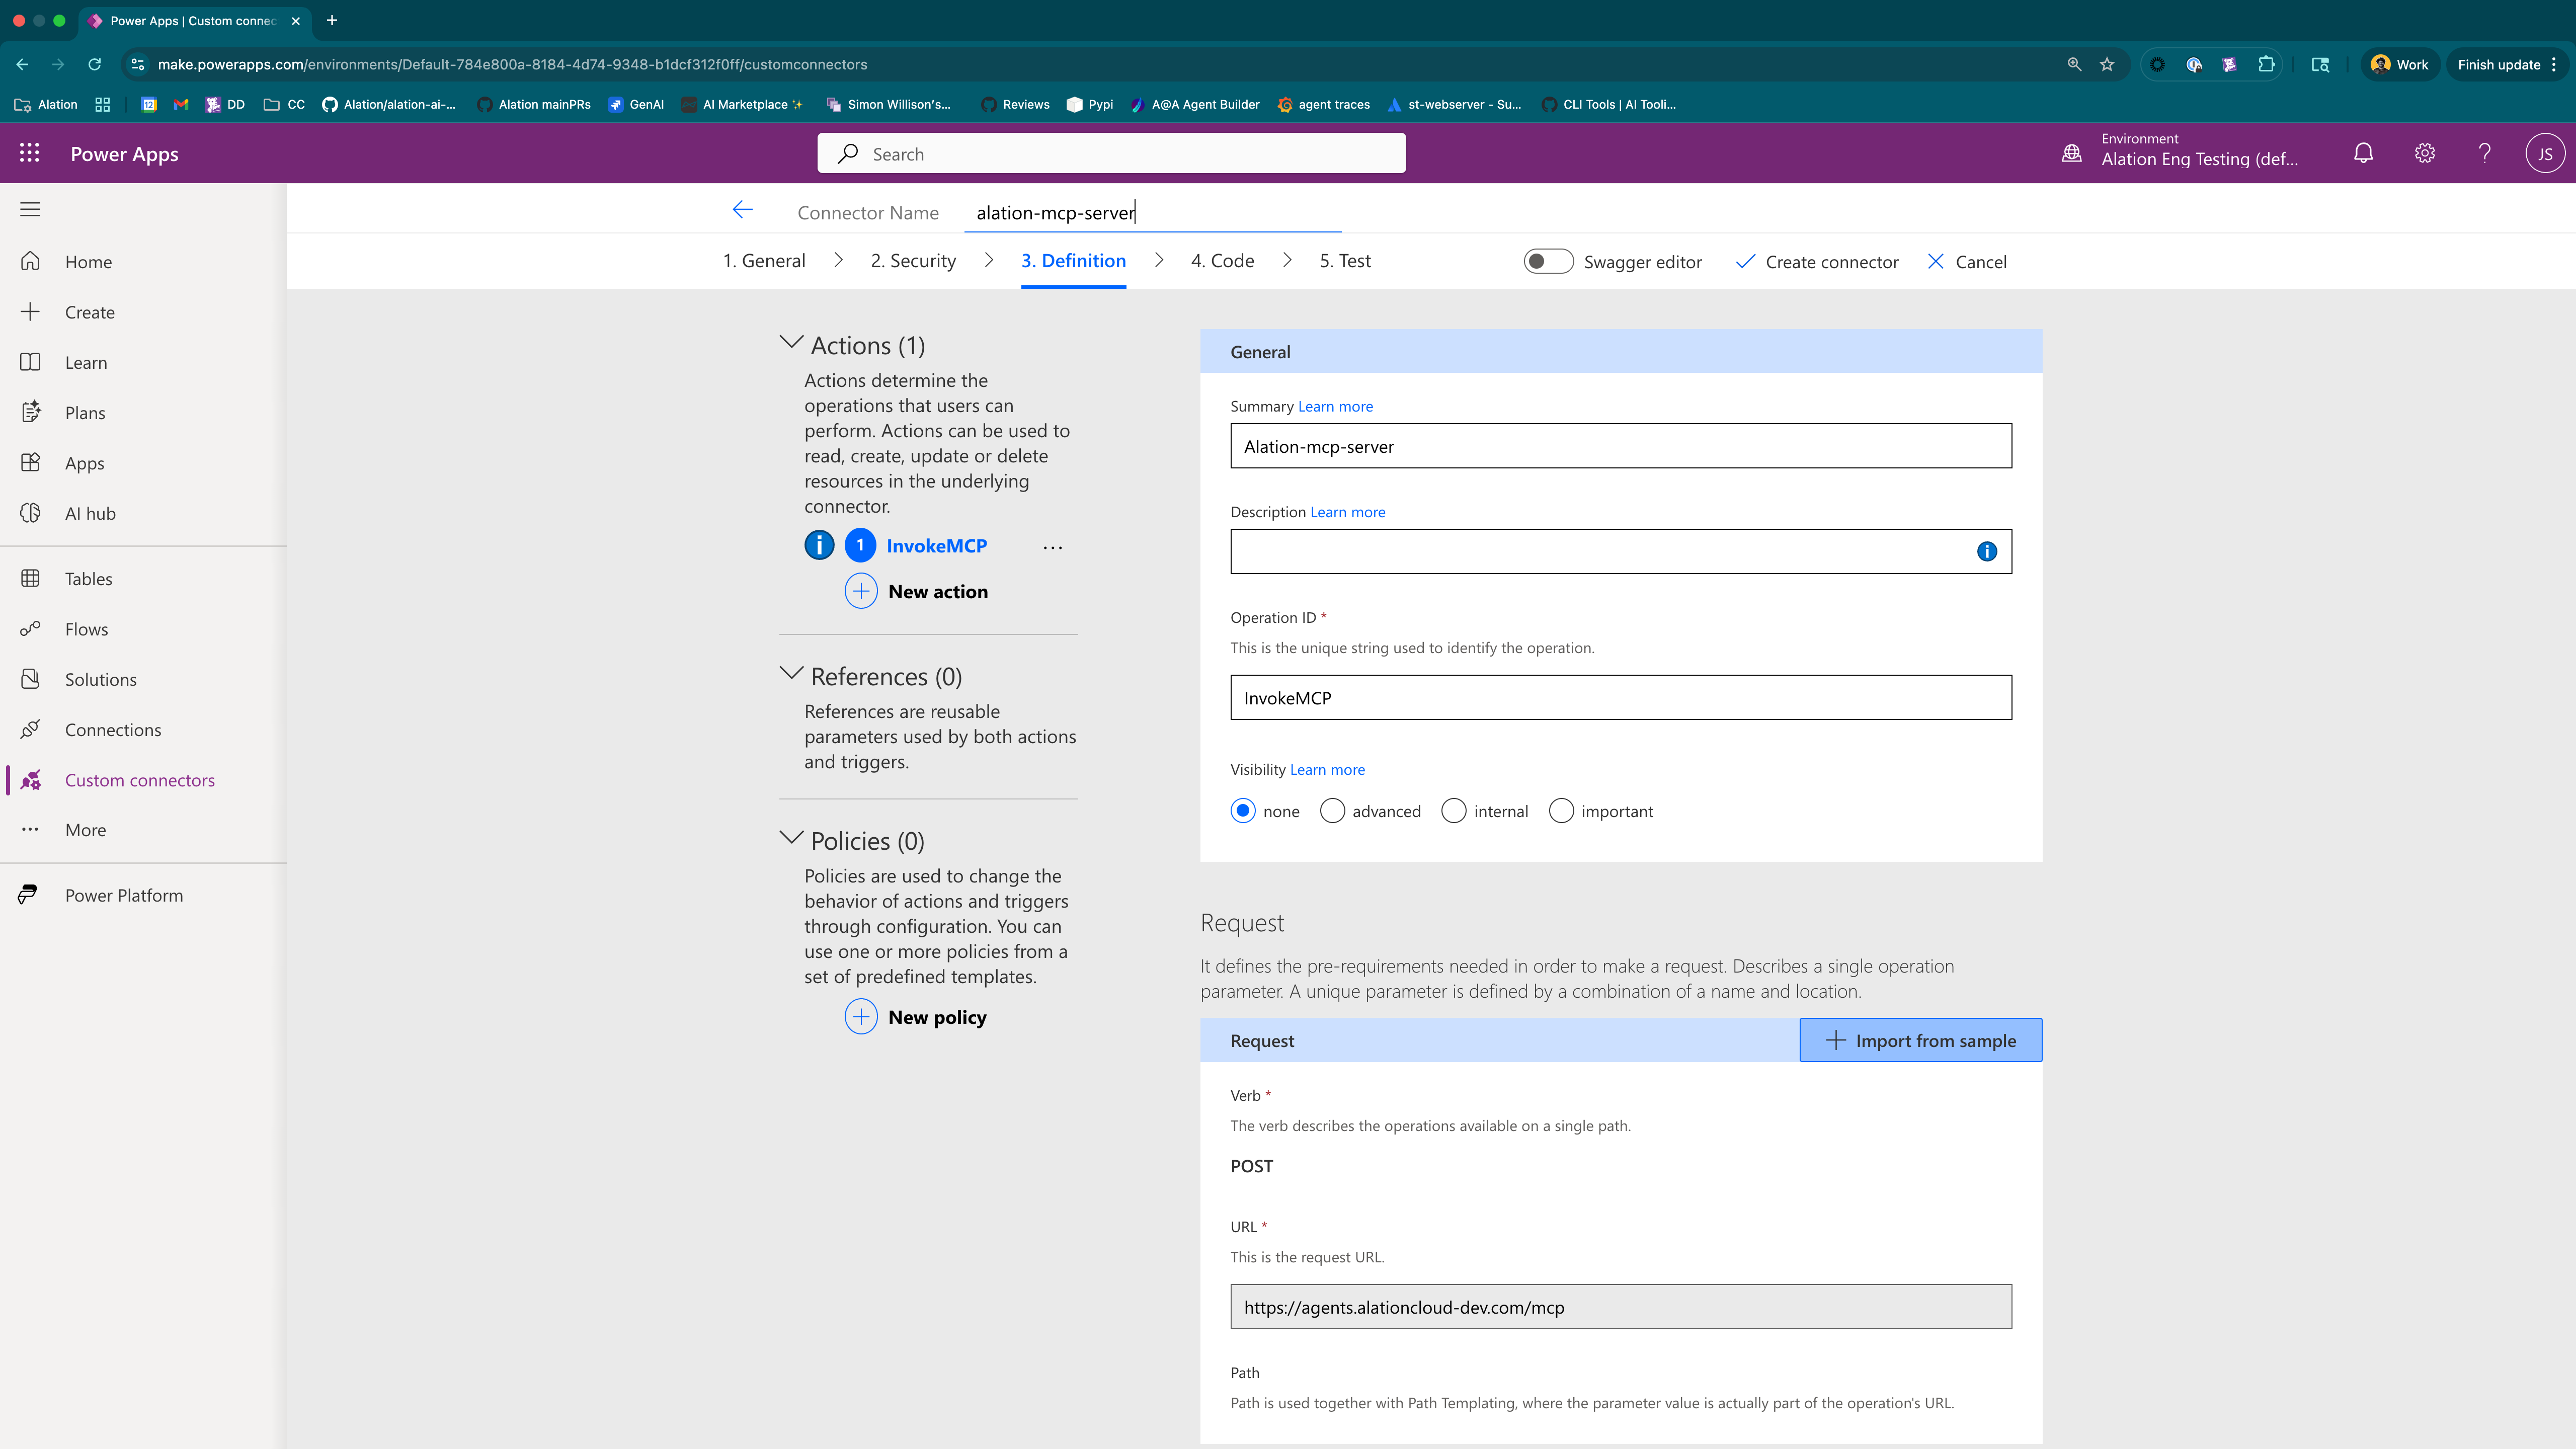 Power Apps | Custom connec
make.powerapps.com/environments/Default-784e800a-8184-4d74-9348-b1dcf312f0ff/customconnectors
Work
Finish update
Alation
12
DD
CC
Alation/alation-ai-...
Alation mainPRs
GenAI
AI Marketplace ✨
Simon Willison's...
Reviews
Pypi
A@A Agent Builder
agent traces
st-webserver - Su...
CLI Tools | AI Tooli...
Power Apps
Search
Environment
Alation Eng Testing (def...
JS
Home
Create
Learn
Plans
Apps
AI hub
Tables
Flows
Solutions
Connections
Custom connectors
More
Power Platform
Connector Name
alation-mcp-server
1. General
2. Security
3. Definition
4. Code
5. Test
Swagger editor
Create connector
Cancel
Actions (1)
Actions determine the
operations that users can
perform. Actions can be used to
read, create, update or delete
resources in the underlying
connector.
1 InvokeMCP ...
New action
References (0)
References are reusable
parameters used by both actions
and triggers.
Policies (0)
Policies are used to change the
behavior of actions and triggers
through configuration. You can
use one or more policies from a
set of predefined templates.
New policy
General
Summary Learn more
Alation-mcp-server
Description Learn more
Operation ID *
This is the unique string used to identify the operation.
InvokeMCP
Visibility Learn more
none
advanced
internal
important
Request
It defines the pre-requirements needed in order to make a request. Describes a single operation
parameter. A unique parameter is defined by a combination of a name and location.
Request
Import from sample
Verb *
The verb describes the operations available on a single path.
POST
URL *
This is the request URL.
https://agents.alationcloud-dev.com/mcp
Path
Path is used together with Path Templating, where the parameter value is actually part of the operation's URL.